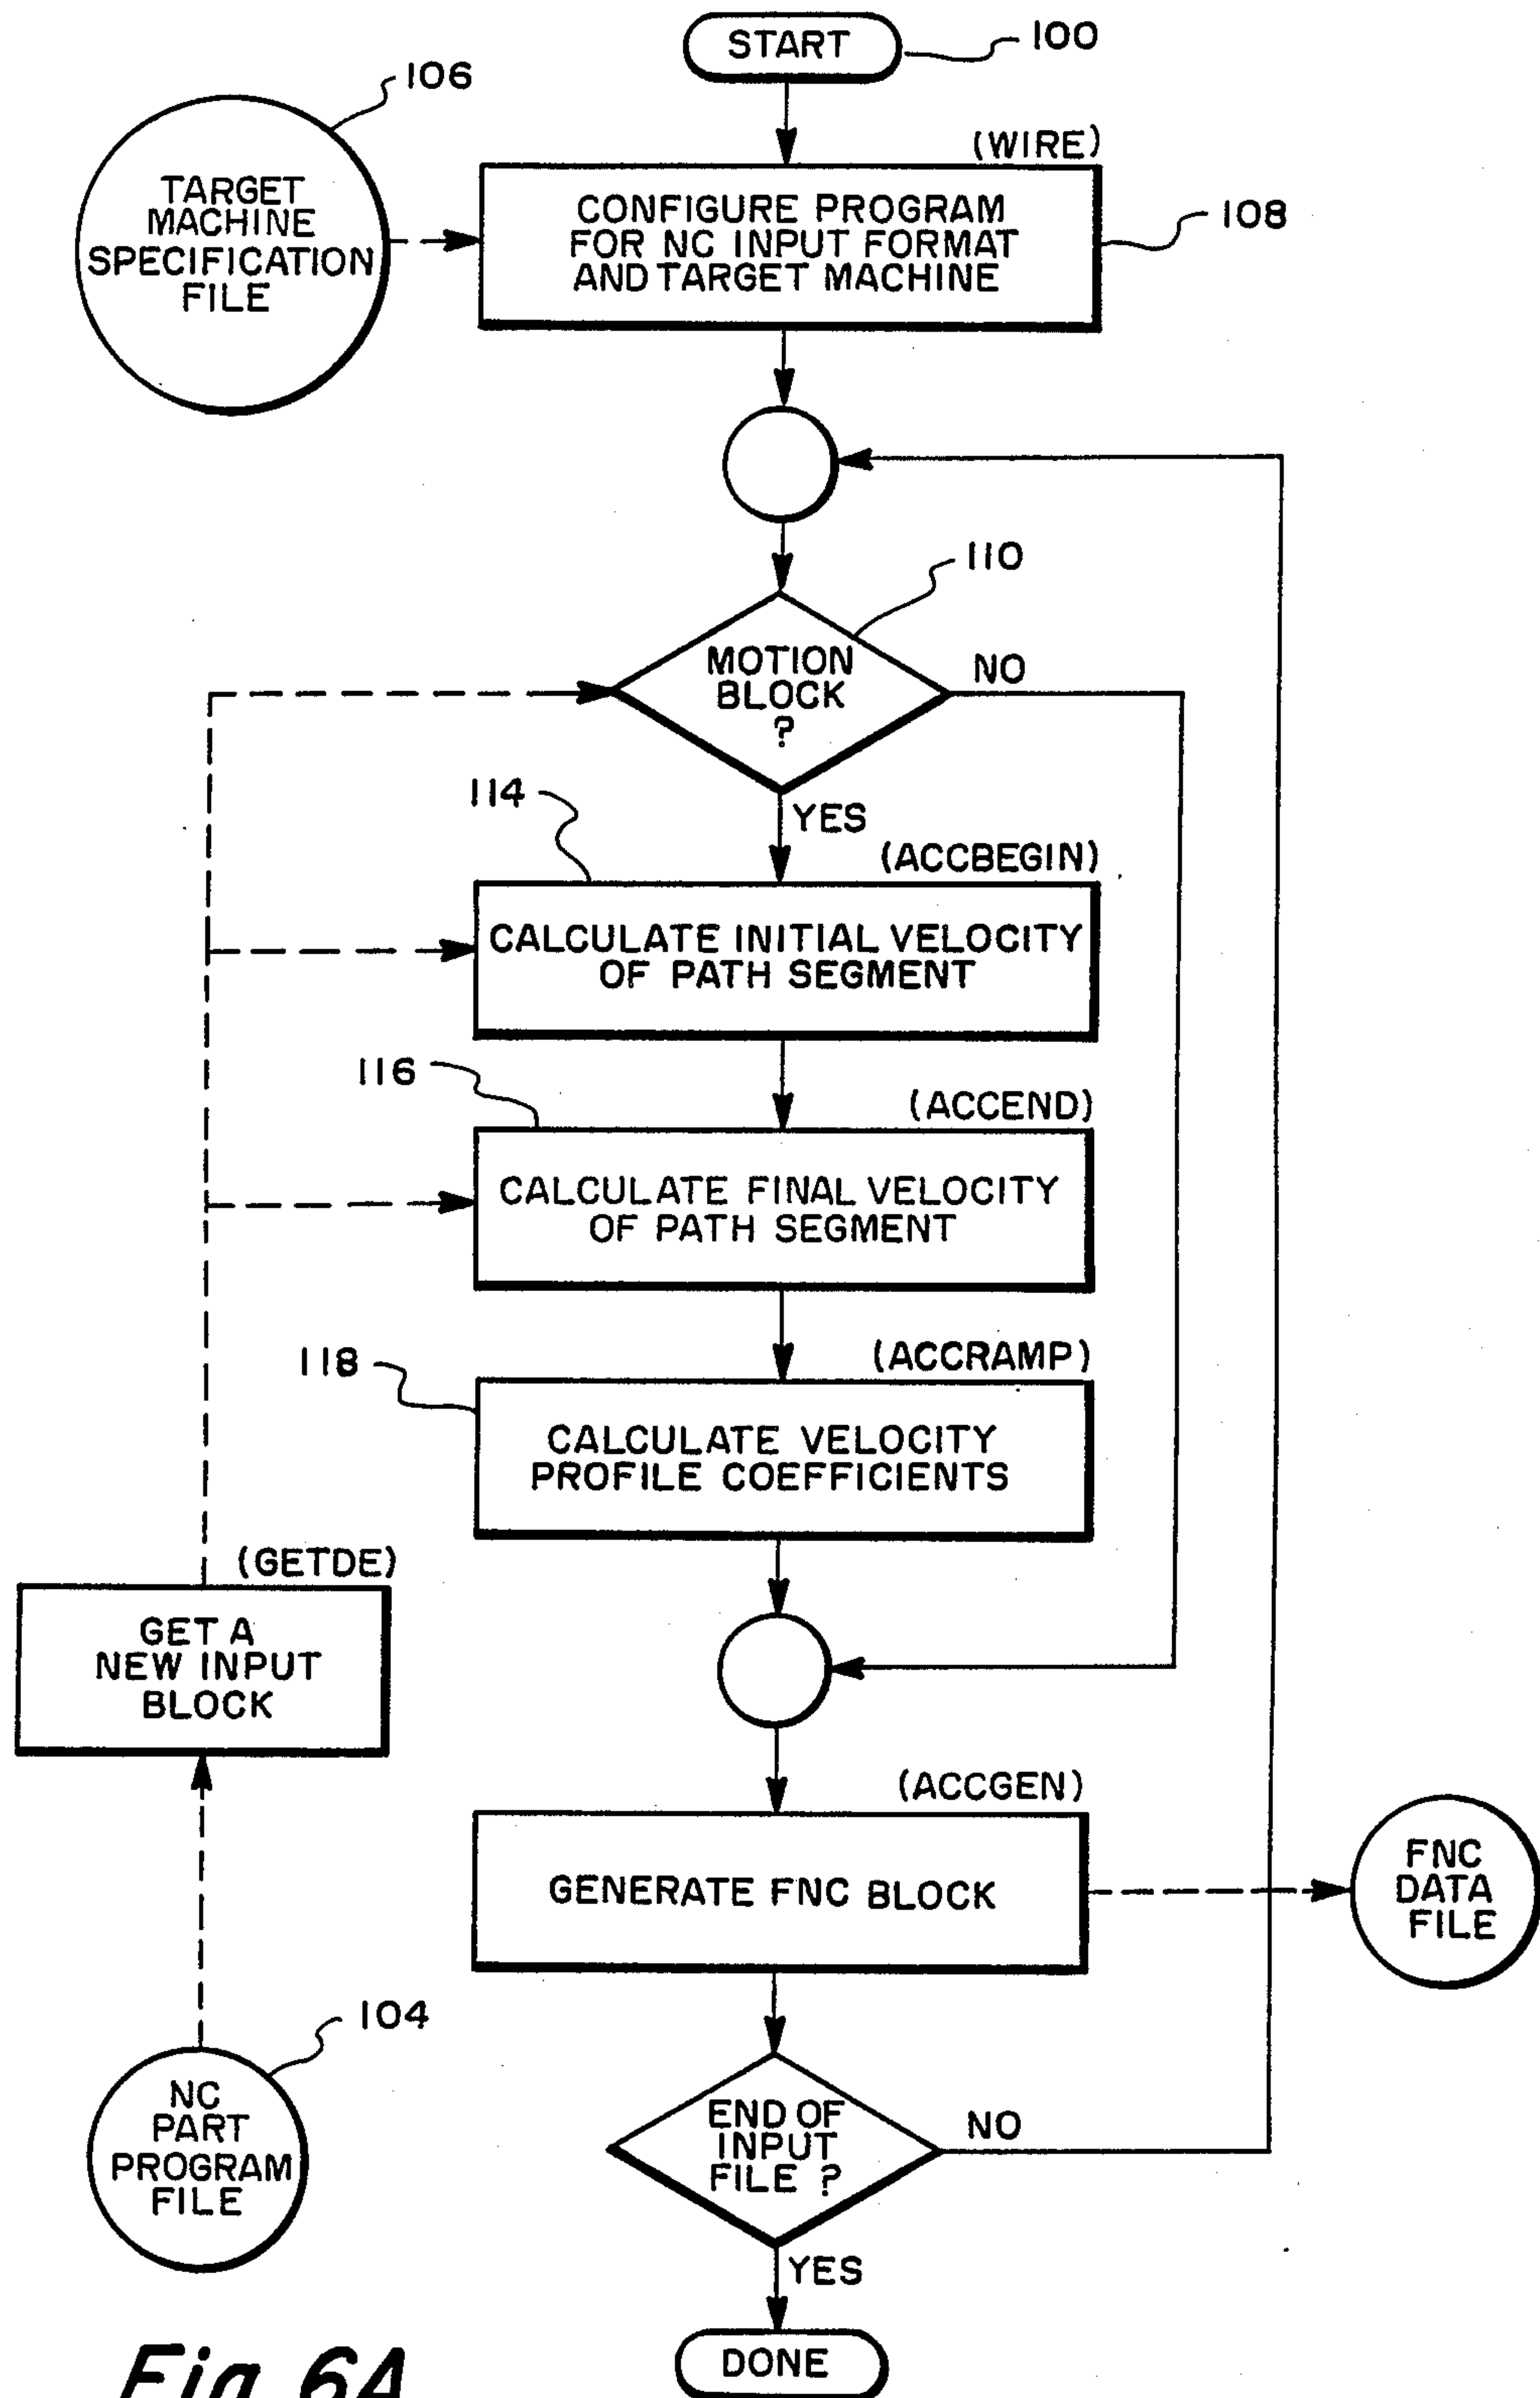 START
100
106
(WIRE)
TARGET
MACHINE
SPECIFICATION
FILE
CONFIGURE PROGRAM
FOR NC INPUT FORMAT
AND TARGET MACHINE
108
110
MOTION
BLOCK
?
NO
YES
114
(ACCBEGIN)
CALCULATE INITIAL VELOCITY
OF PATH SEGMENT
116
(ACCEND)
CALCULATE FINAL VELOCITY
OF PATH SEGMENT
118
(ACCRAMP)
CALCULATE VELOCITY
PROFILE COEFFICIENTS
(GETDE)
GET A
NEW INPUT
BLOCK
(ACCGEN)
GENERATE FNC BLOCK
FNC
DATA
FILE
104
NC
PART
PROGRAM
FILE
END OF
INPUT
FILE ?
NO
YES
DONE
Fig 6A